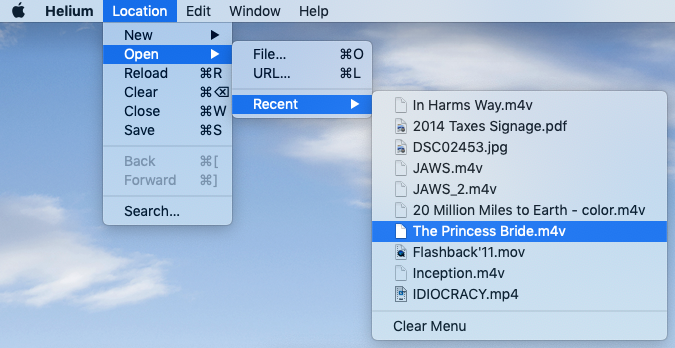 Helium Location Edit Window Help
New
Open
Reload ⌘R
Clear ⌘⌫
Close ⌘W
Save ⌘S
Back ⌘[
Forward ⌘]
Search...
File... ⌘O
URL... ⌘L
Recent
In Harms Way.m4v
2014 Taxes Signage.pdf
DSC02453.jpg
JAWS.m4v
JAWS_2.m4v
20 Million Miles to Earth - color.m4v
The Princess Bride.m4v
Flashback'11.mov
Inception.m4v
IDIOCRACY.mp4
Clear Menu